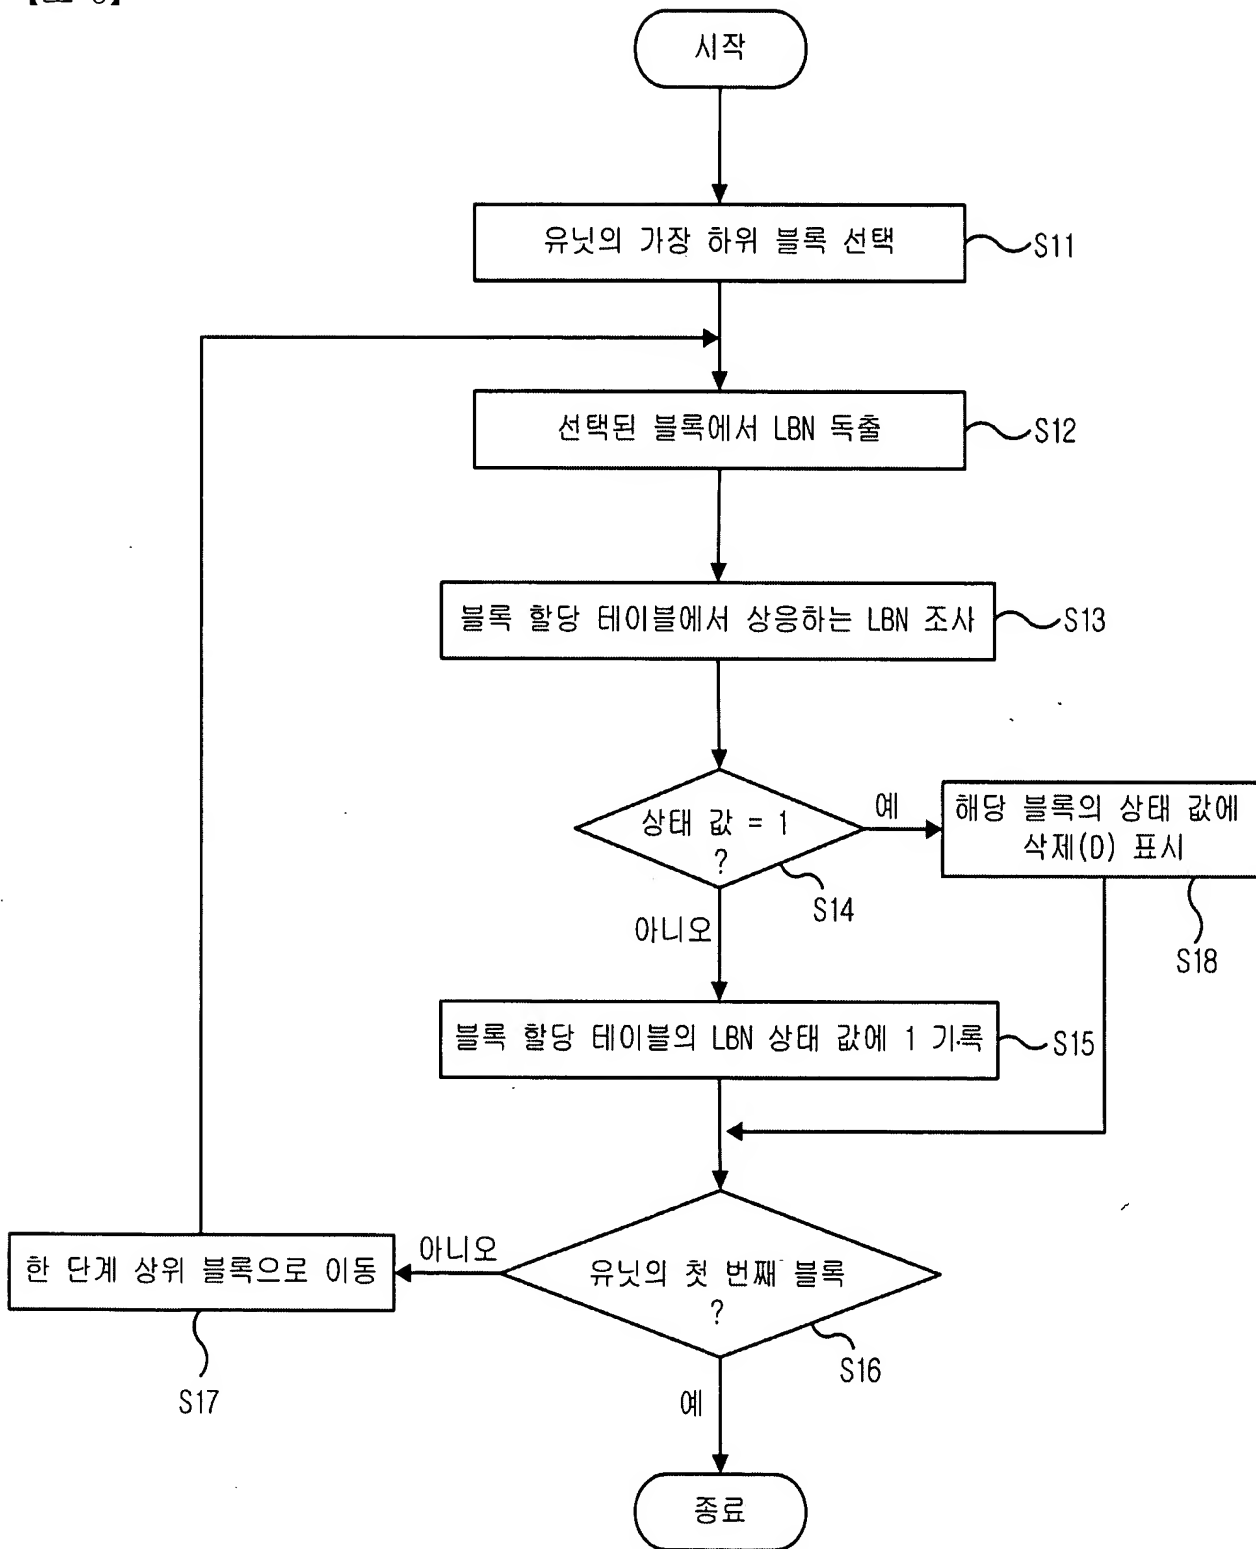 시작
유닛의 가장 하위 블록 선택
S11
선택된 블록에서 LBN 독출
S12
블록 할당 테이블에서 상응하는 LBN 조사
S13
상태 값 = 1
?
S14
예
해당 블록의 상태 값에
삭제(D) 표시
S18
아니오
블록 할당 테이블의 LBN 상태 값에 1 기록
S15
유닛의 첫 번째 블록
?
S16
아니오
한 단계 상위 블록으로 이동
S17
예
종료